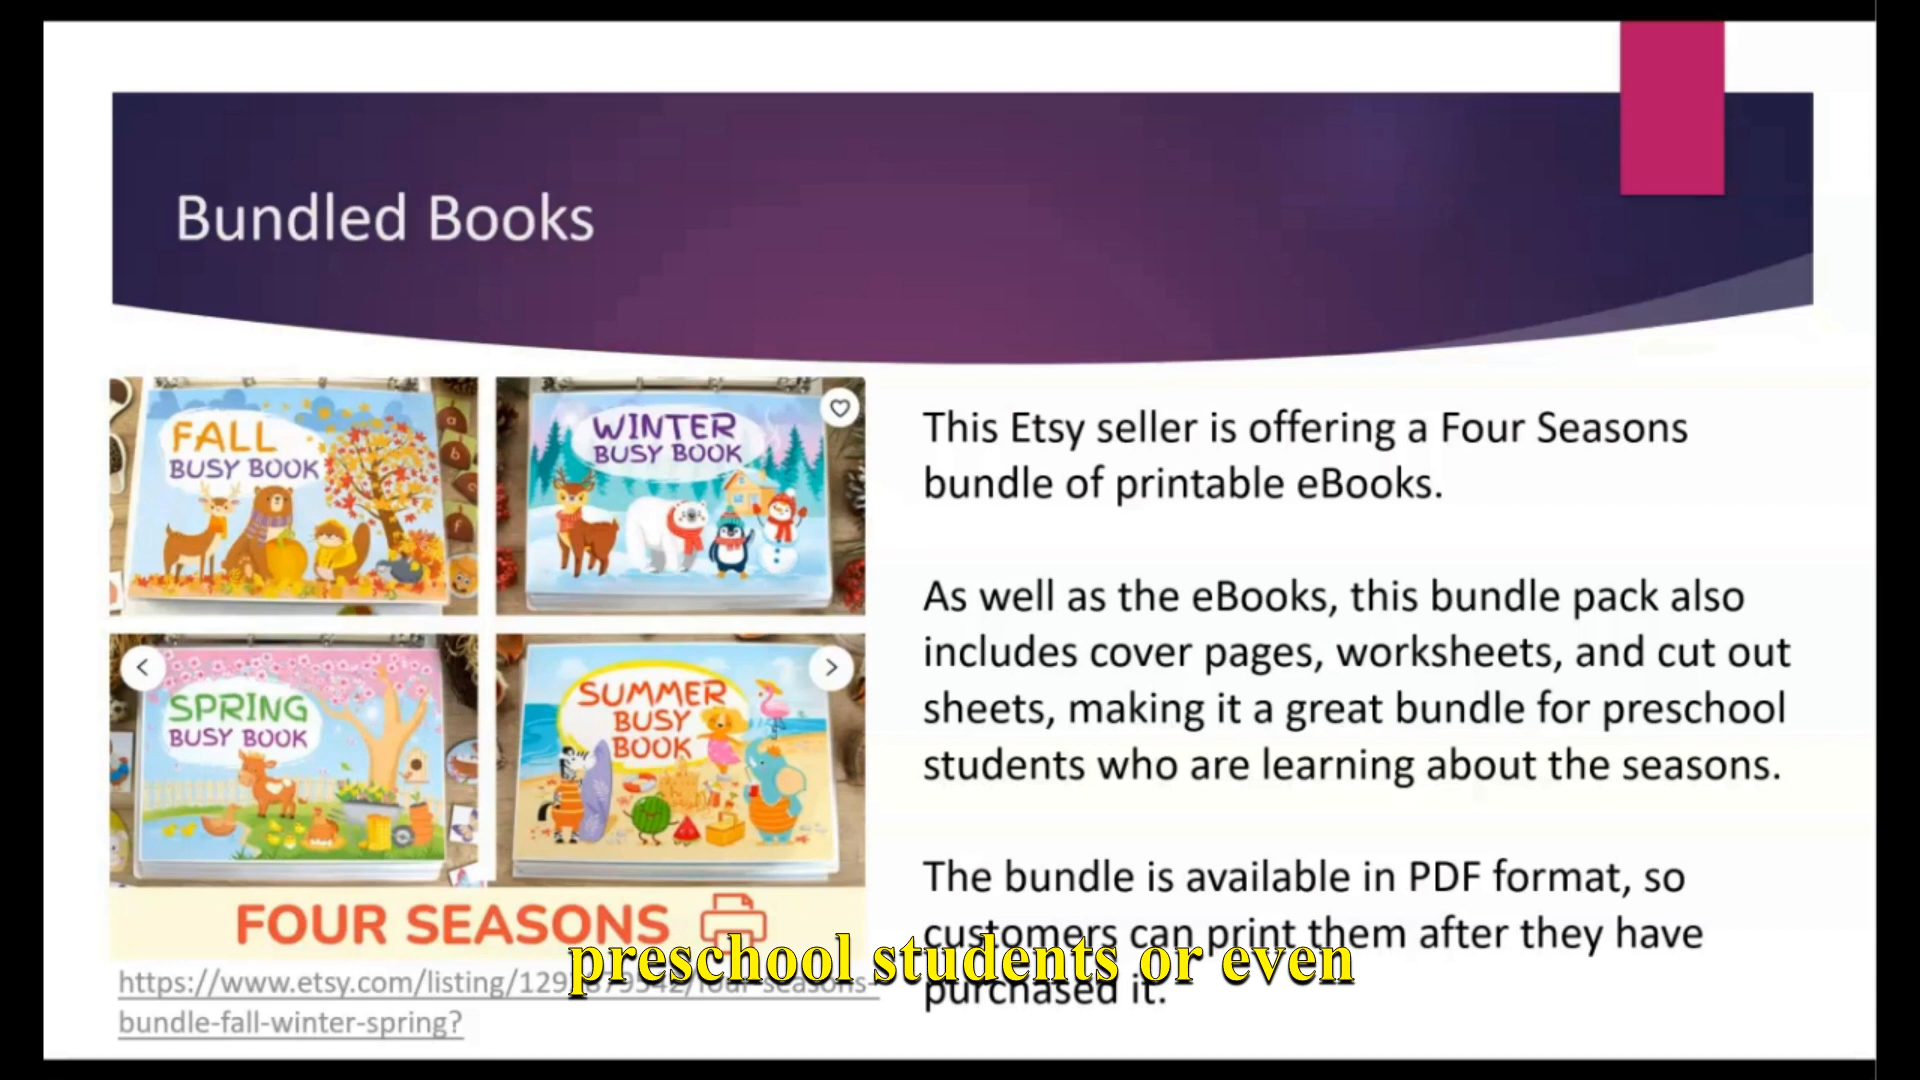 Bundled Books
FALL
BUSY BOOK
WINTER
BUSY BOOK
SPRING
BUSY BOOK
SUMMER
BUSY
BOOK
FOUR SEASONS
https://www.etsy.com/listing/129
bundle-fall-winter-spring?
This Etsy seller is offering a Four Seasons
bundle of printable eBooks.
As well as the eBooks, this bundle pack also
includes cover pages, worksheets, and cut out
sheets, making it a great bundle for preschool
students who are learning about the seasons.
The bundle is available in PDF format, so
customers can print them after they have
purchased it.
preschool students or even